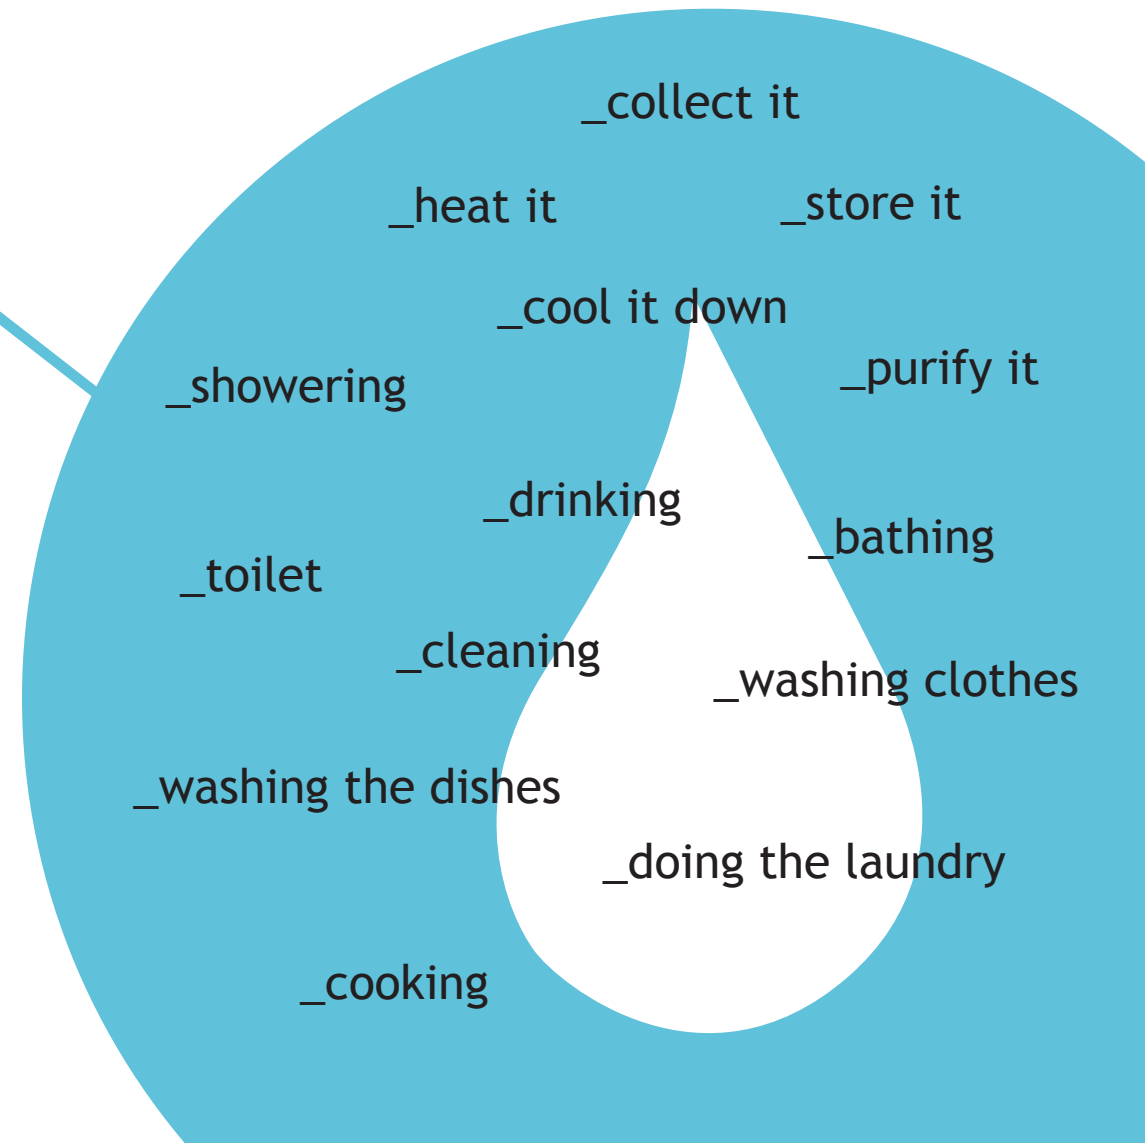 _collect it
_heat it
_store it
_cool it down
_purify it
_showering
_drinking
_bathing
_toilet
_cleaning
_washing clothes
_washing the dishes
_doing the laundry
_cooking